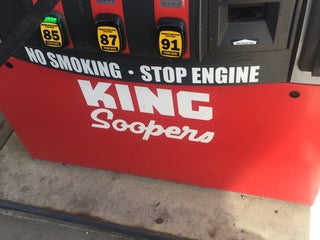 85 87 91
NO SMOKING • STOP ENGINE
KING
Soopers